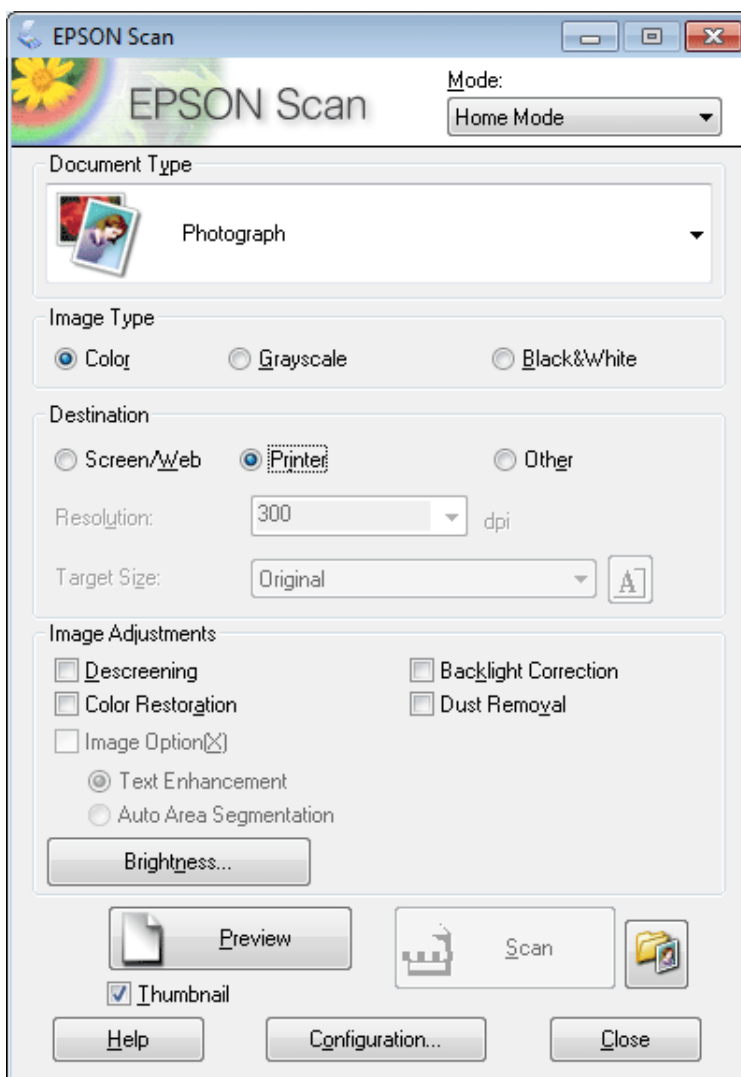 EPSON Scan
EPSON Scan
Mode:
Home Mode
Document Type
Photograph
Image Type
Color Grayscale Black&White
Destination
Screen/Web Printer Other
Resolution: 300 dpi
Target Size: Original A
Image Adjustments
Descreening Backlight Correction
Color Restoration Dust Removal
Image Option(X)
Text Enhancement
Auto Area Segmentation
Brightness...
Preview Scan
Thumbnail
Help Configuration... Close